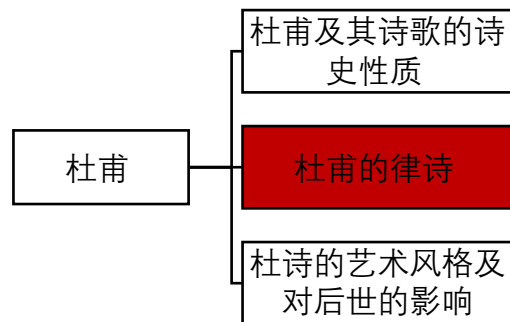 杜甫及其诗歌的诗
史性质
杜甫
杜甫的律诗
杜诗的艺术风格及
对后世的影响